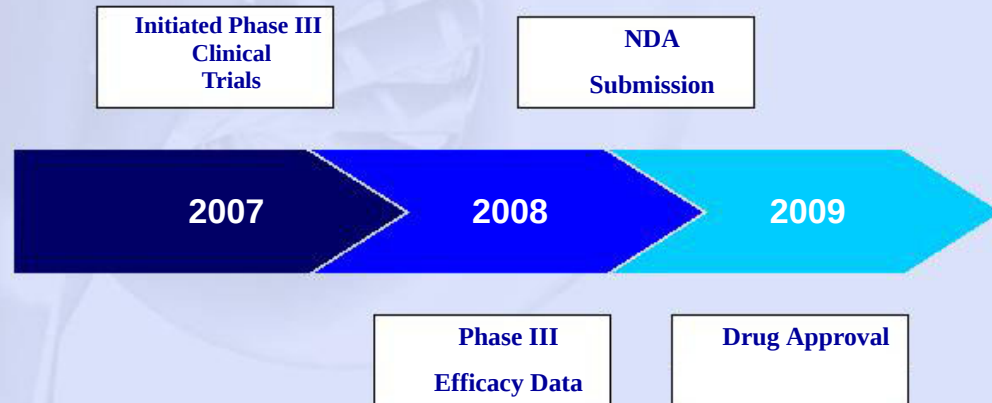 Initiated Phase III
Clinical
Trials
NDA
Submission
2007
2008
2009
Phase III
Efficacy Data
Drug Approval